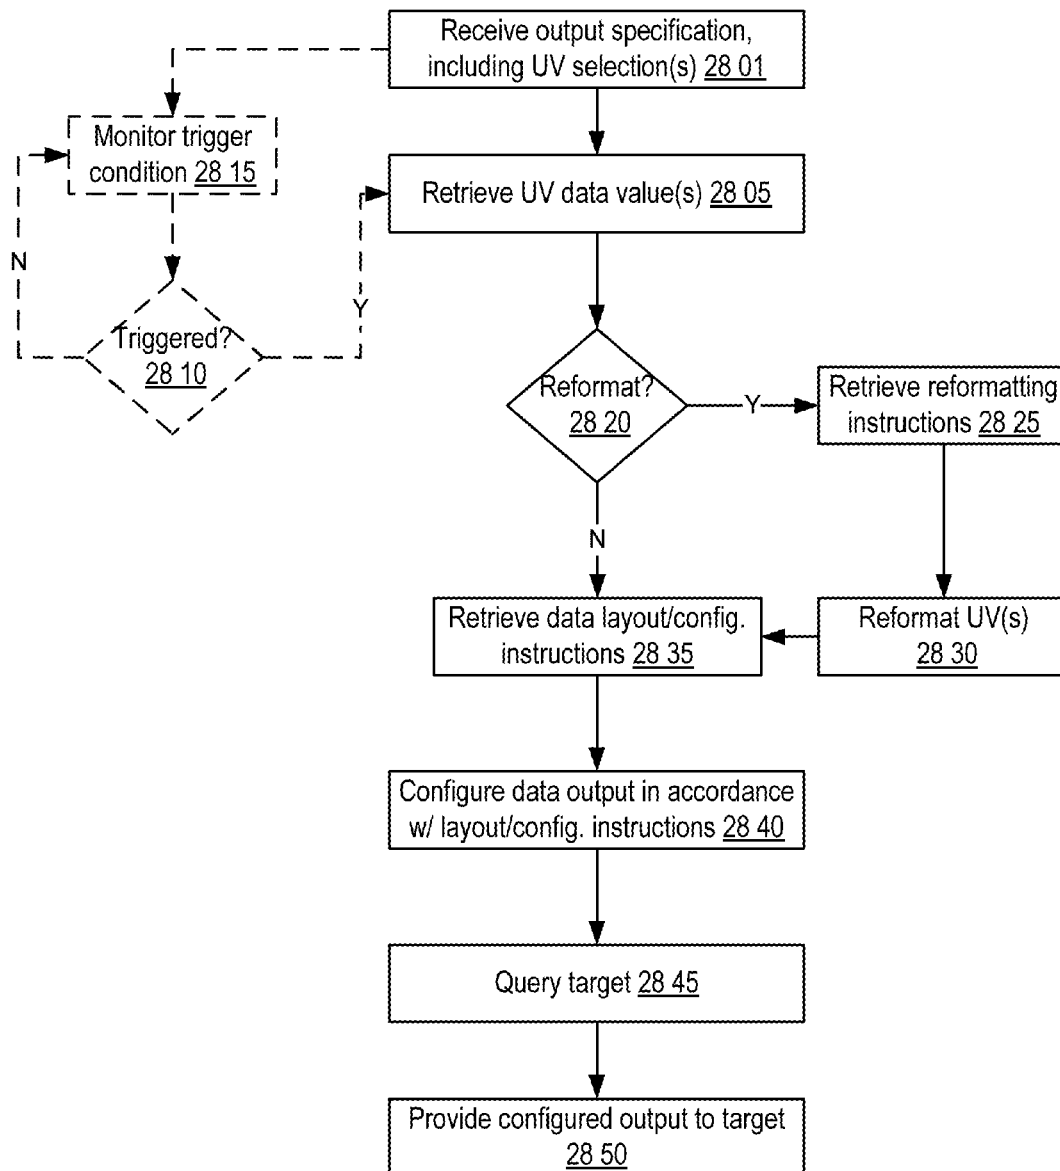 Receive output specification,
including UV selection(s) 28 01
Monitor trigger
condition 28 15
Retrieve UV data value(s) 28 05
N
Y
Triggered?
28 10
Reformat?
28 20
Y
Retrieve reformatting
instructions 28 25
N
Retrieve data layout/config.
instructions 28 35
Reformat UV(s)
28 30
Configure data output in accordance
w/ layout/config. instructions 28 40
Query target 28 45
Provide configured output to target
28 50